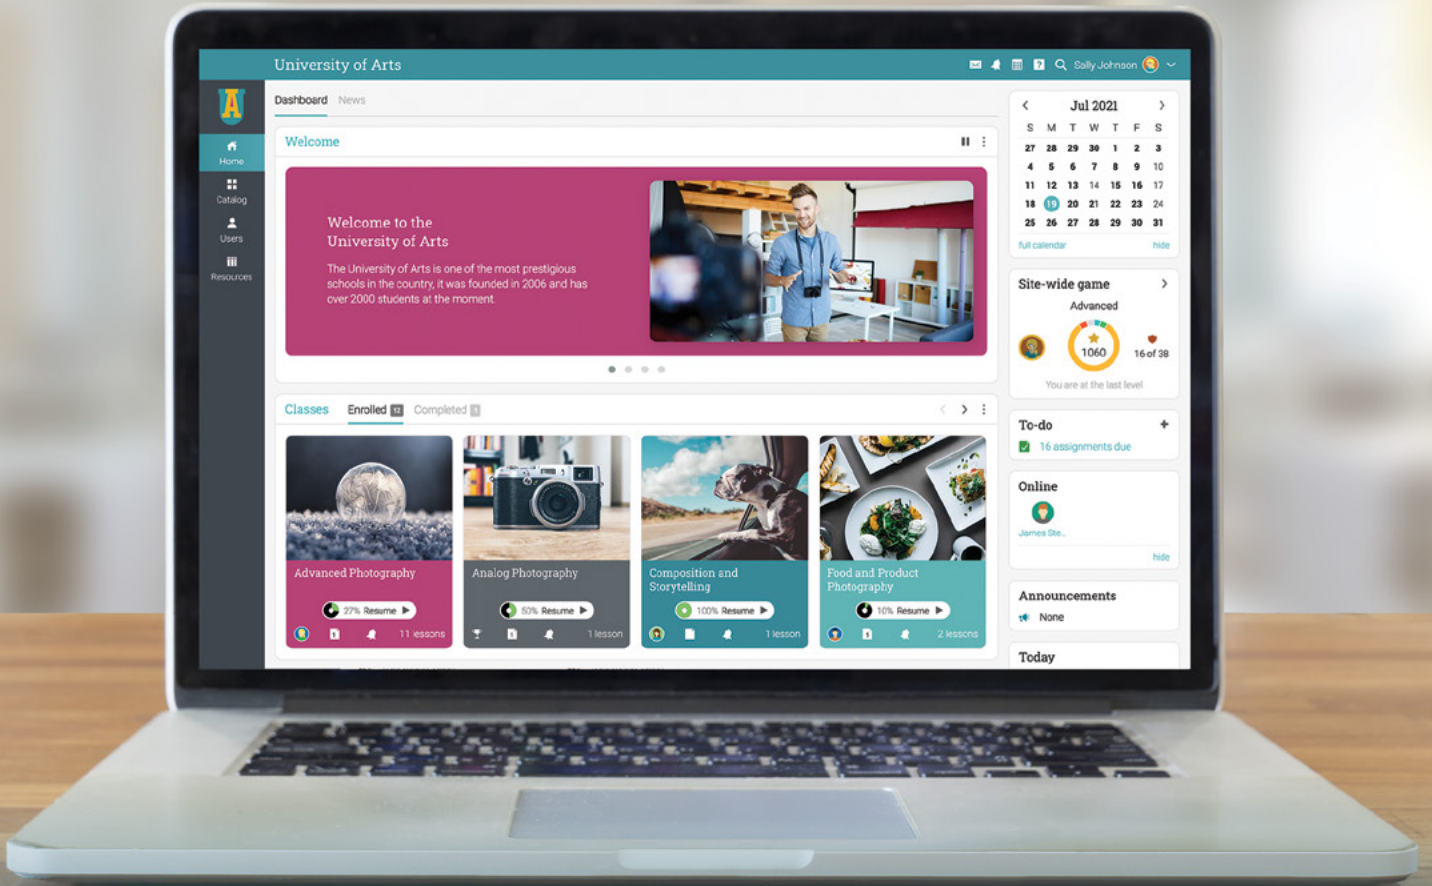 University of Arts
? Sally Johnson
A
Home
Catalog
Users
Resources
Dashboard News
Welcome
Welcome to the
University of Arts
The University of Arts is one of the most prestigious
schools in the country, it was founded in 2006 and has
over 2000 students at the moment.
Classes Enrolled 12 Completed 1
Advanced Photography
27% Resume
11 lessons
Analog Photography
50% Resume
1 lesson
Composition and
Storytelling
100% Resume
1 lesson
Food and Product
Photography
10% Resume
2 lessons
Jul 2021
S M T W T F S
27 28 29 30 1 2 3
4 5 6 7 8 9 10
11 12 13 14 15 16 17
18 19 20 21 22 23 24
25 26 27 28 29 30 31
full calendar hide
Site-wide game
Advanced
1060
16 of 38
You are at the last level
To-do
16 assignments due
Online
James Ste...
hide
Announcements
None
Today